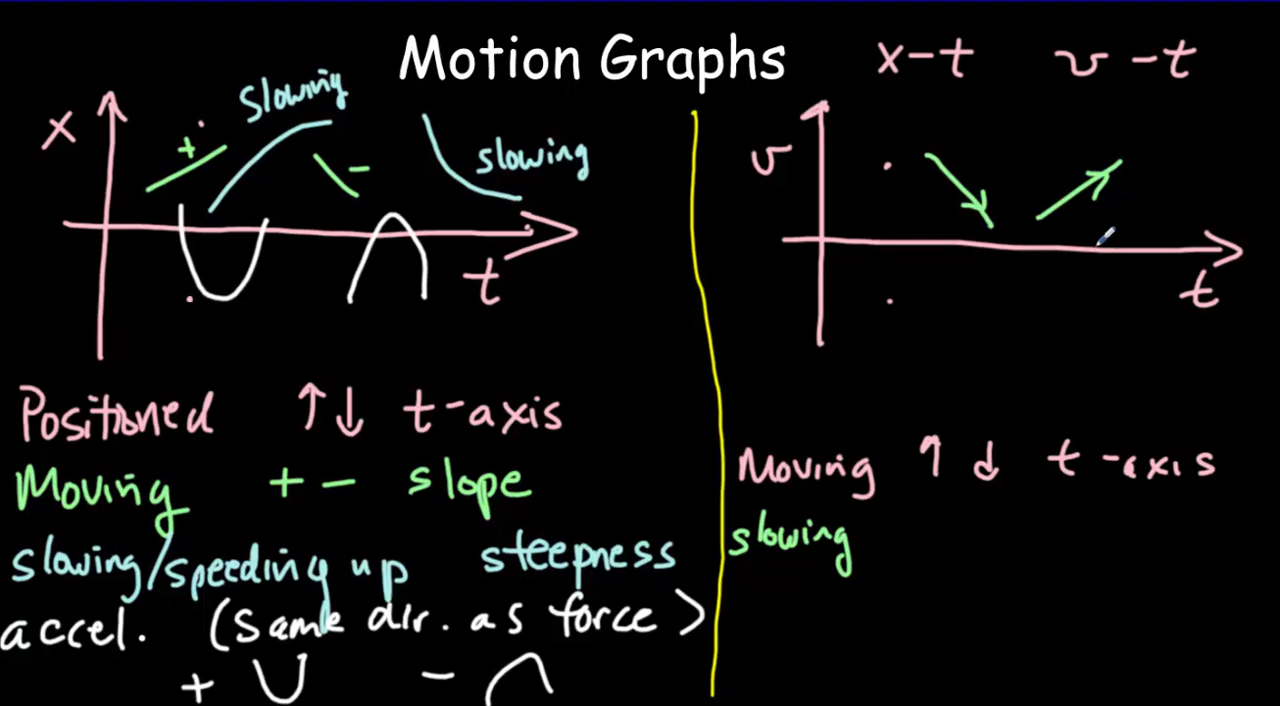 Motion Graphs
x-t v-t
x
+
slowing
-
slowing
t
v
t
Positioned ↑↓ t-axis
Moving + - slope
slowing/speeding up steepness
accel. (same dir. as force)
+ ∪ - ∩
Moving ↑ ↓ t-axis
slowing